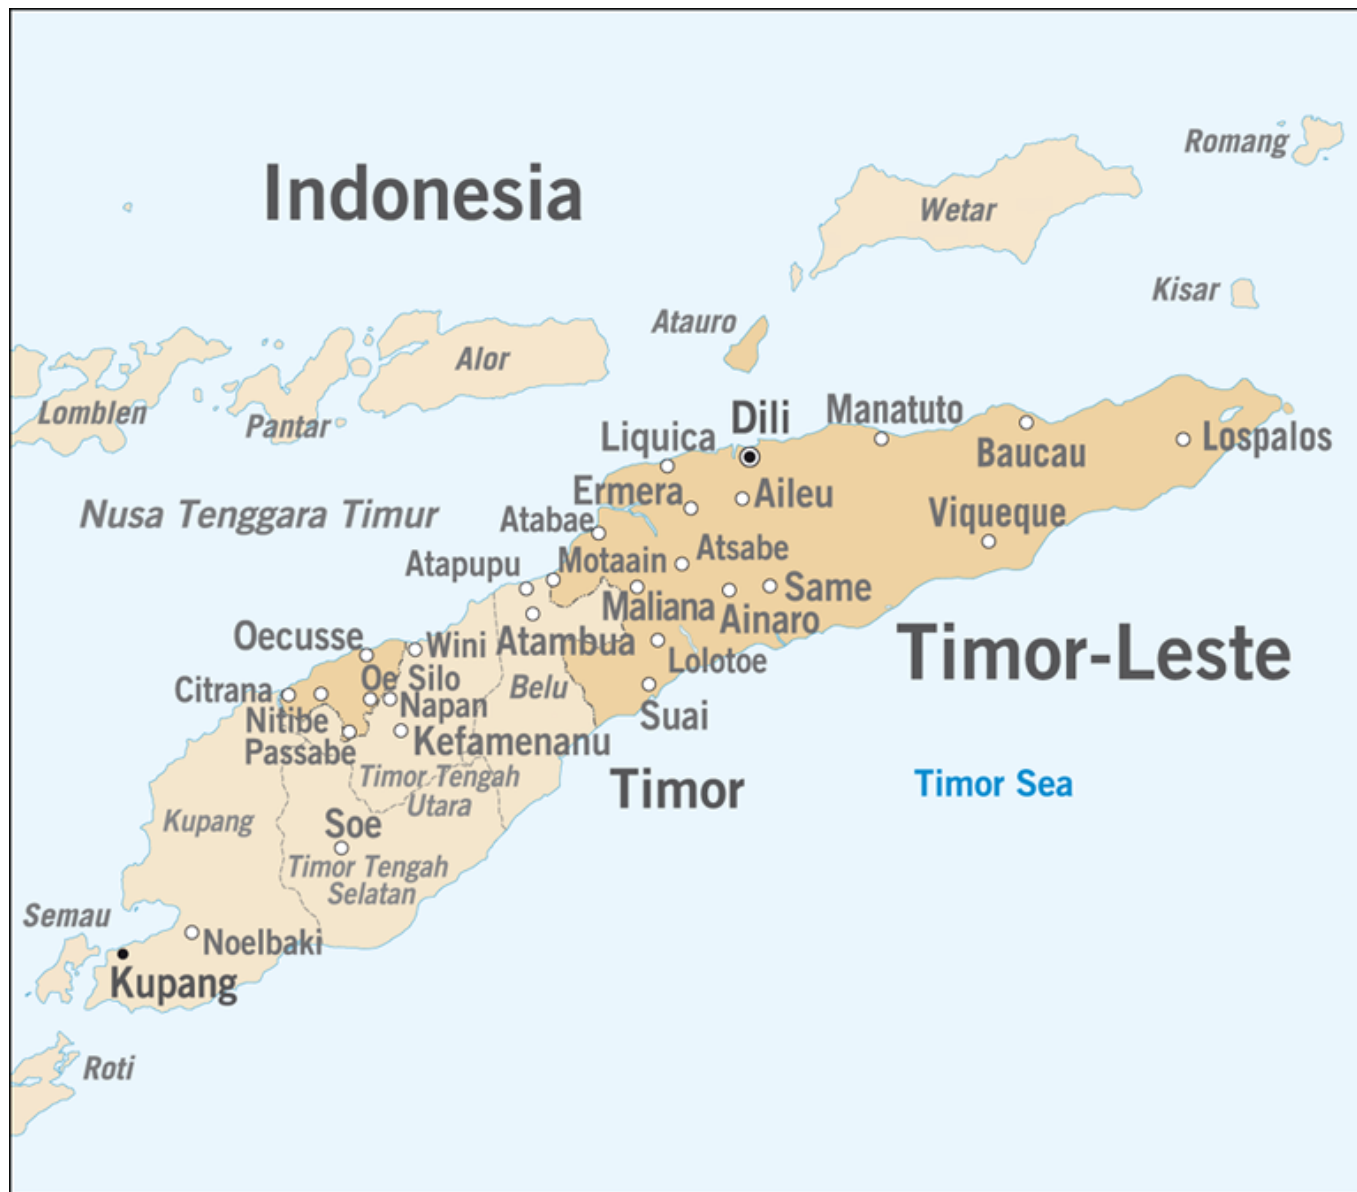 Romang
Indonesia
Wetar
Kisar
Atauro
Alor
Lomblen
Pantar
Dili
Manatuto
Liquica
Baucau
Lospalos
Ermera
Aileu
Nusa Tenggara Timur
Atabae
Viqueque
Atsabe
Motaain
Atapupu
Same
Maliana
Ainaro
Oecusse
Wini
Atambua
Timor-Leste
Lolotoe
Oe Silo
Citrana
Belu
Napan
Suai
Nitibe
Kefamenanu
Passabe
Timor Tengah
Utara
Timor
Timor Sea
Kupang
Soe
Timor Tengah
Selatan
Semau
Noelbaki
Kupang
Roti